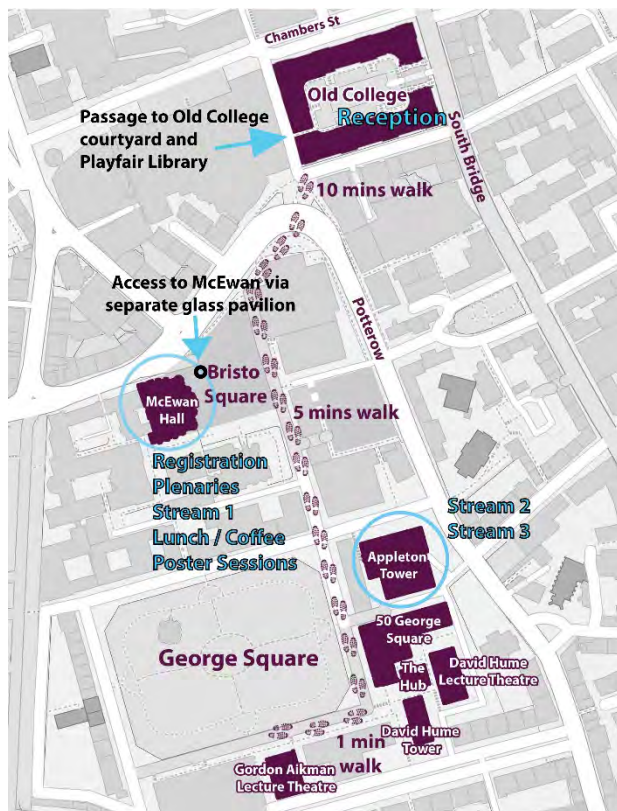 Chambers St
Old College
Reception
Passage to Old College
courtyard and
Playfair Library
South Bridge
10 mins walk
Access to McEwan via
separate glass pavilion
Potterow
Bristo
Square
McEwan
Hall
5 mins walk
Registration
Plenaries
Stream 1
Lunch / Coffee
Poster Sessions
Stream 2
Stream 3
Appleton
Tower
50 George
Square
George Square
The
Hub
David Hume
Lecture Theatre
David Hume
Tower
1 min
walk
Gordon Aikman
Lecture Theatre